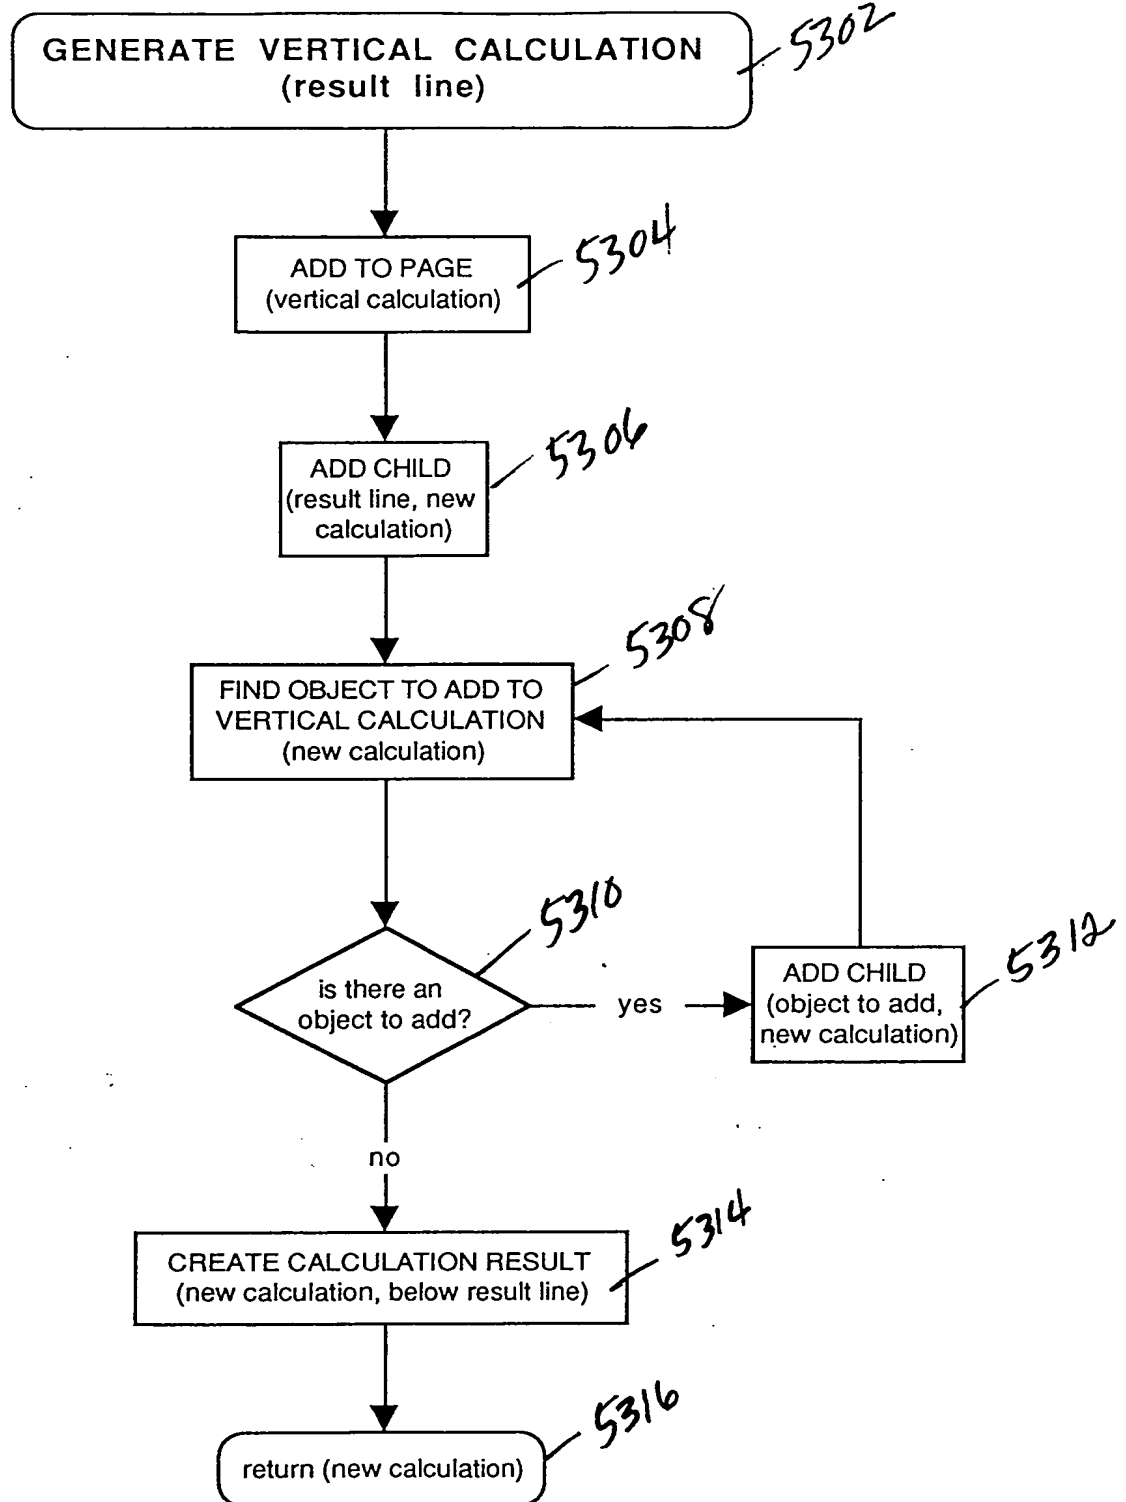 GENERATE VERTICAL CALCULATION
(result line)
5302
ADD TO PAGE
(vertical calculation)
5304
ADD CHILD
(result line, new
calculation)
5306
FIND OBJECT TO ADD TO
VERTICAL CALCULATION
(new calculation)
5308
is there an
object to add?
5310
yes
ADD CHILD
(object to add,
new calculation)
5312
no
CREATE CALCULATION RESULT
(new calculation, below result line)
5314
return (new calculation)
5316